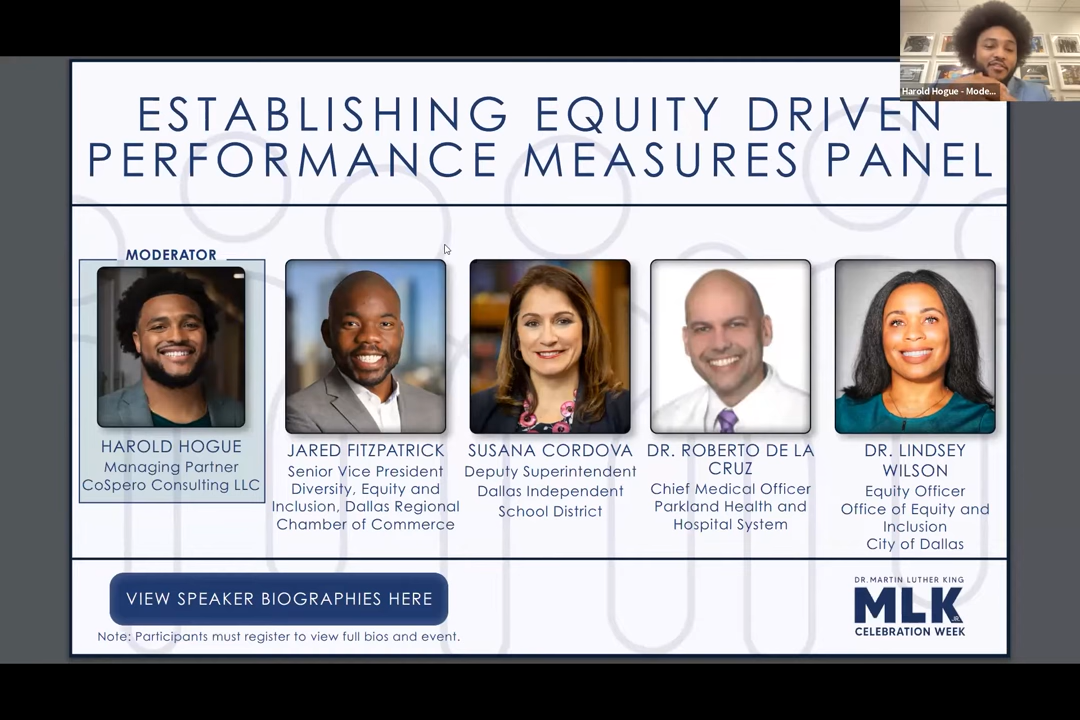 Harold Hogue - Mode...
ESTABLISHING EQUITY DRIVEN
PERFORMANCE MEASURES PANEL
MODERATOR
HAROLD HOGUE
Managing Partner
CoSpero Consulting LLC
JARED FITZPATRICK
Senior Vice President
Diversity, Equity and
Inclusion, Dallas Regional
Chamber of Commerce
SUSANA CORDOVA
Deputy Superintendent
Dallas Independent
School District
DR. ROBERTO DE LA
CRUZ
Chief Medical Officer
Parkland Health and
Hospital System
DR. LINDSEY
WILSON
Equity Officer
Office of Equity and
Inclusion
City of Dallas
VIEW SPEAKER BIOGRAPHIES HERE
Note: Participants must register to view full bios and event.
DR. MARTIN LUTHER KING
MLK JR.
CELEBRATION WEEK